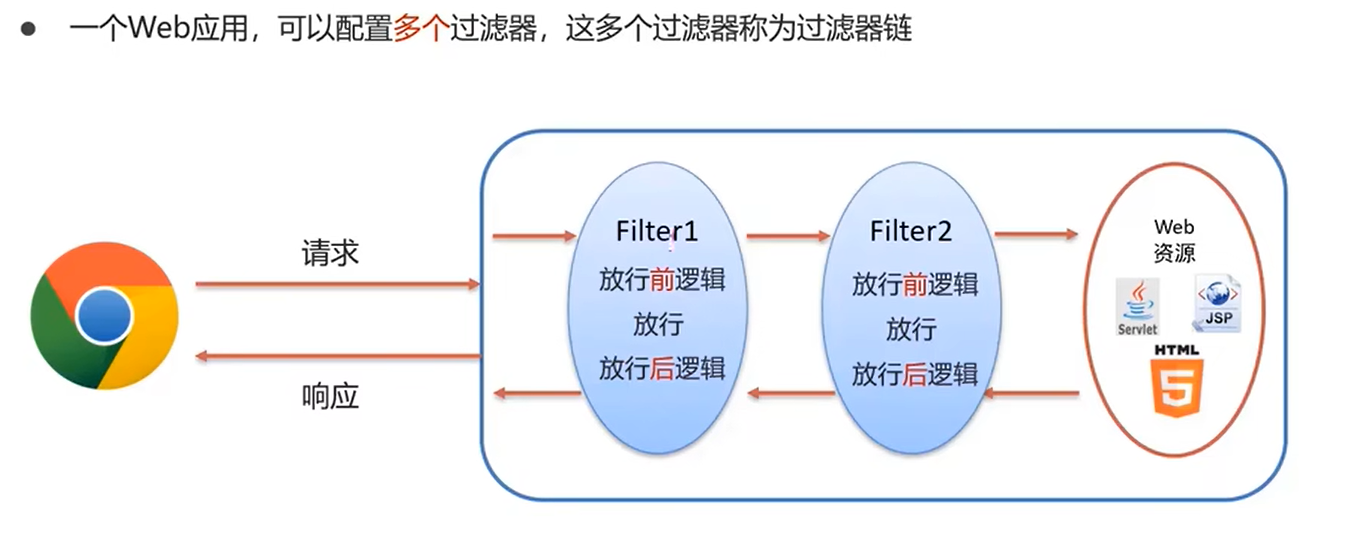 一个Web应用，可以配置多个过滤器，这多个过滤器称为过滤器链
请求
响应
Filter1
放行前逻辑
放行
放行后逻辑
Filter2
放行前逻辑
放行
放行后逻辑
Web
资源
Servlet
JSP
HTML
5